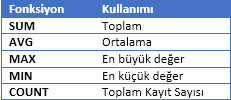 Fonksiyon Kullanımı
SUM Toplam
AVG Ortalama
MAX En büyük değer
MIN En küçük değer
COUNT Toplam Kayıt Sayısı